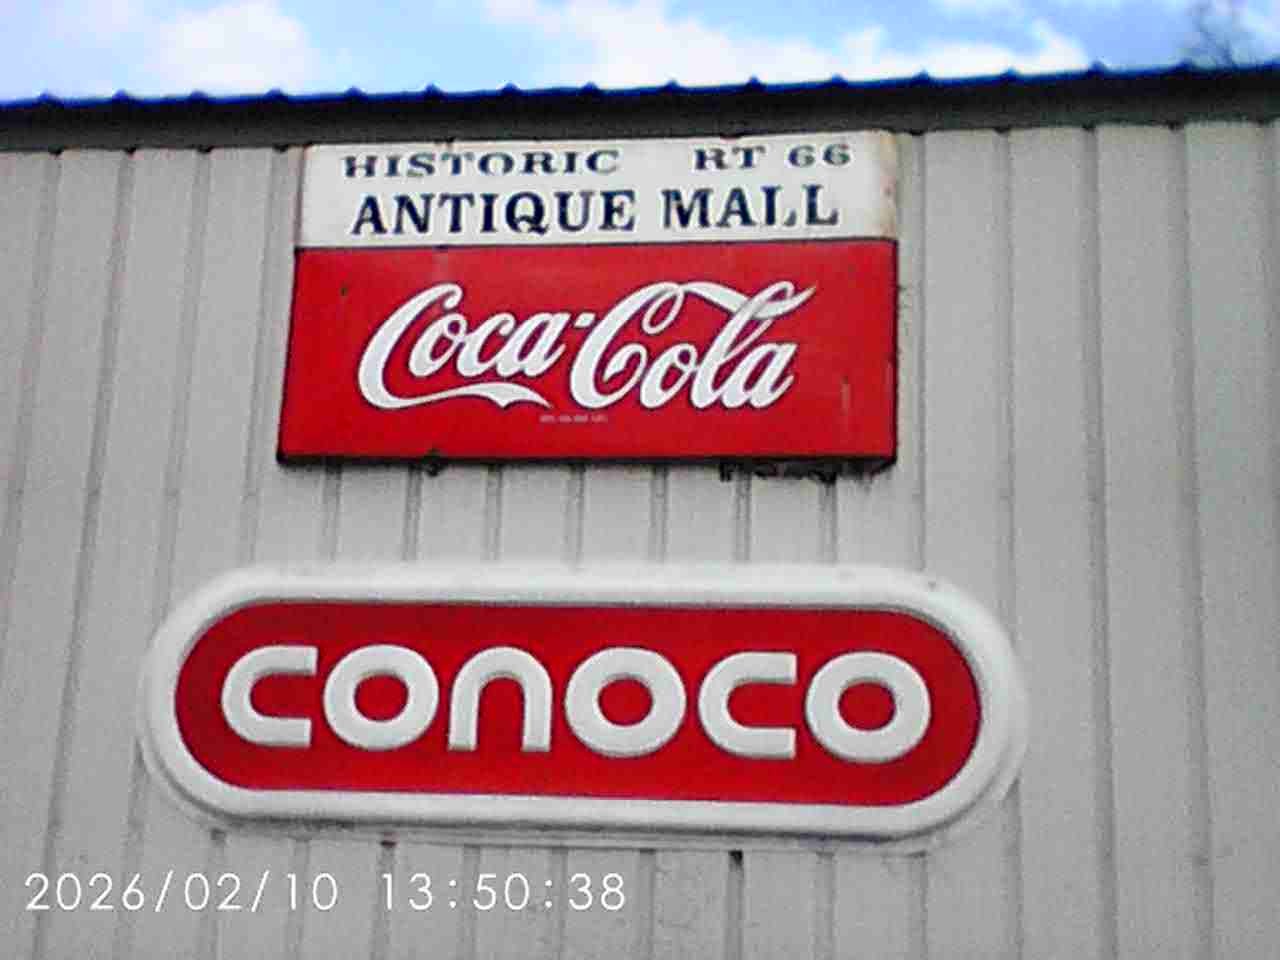 HISTORIC RT 66
ANTIQUE MALL
Coca-Cola
CONOCO
2026/02/10 13:50:38